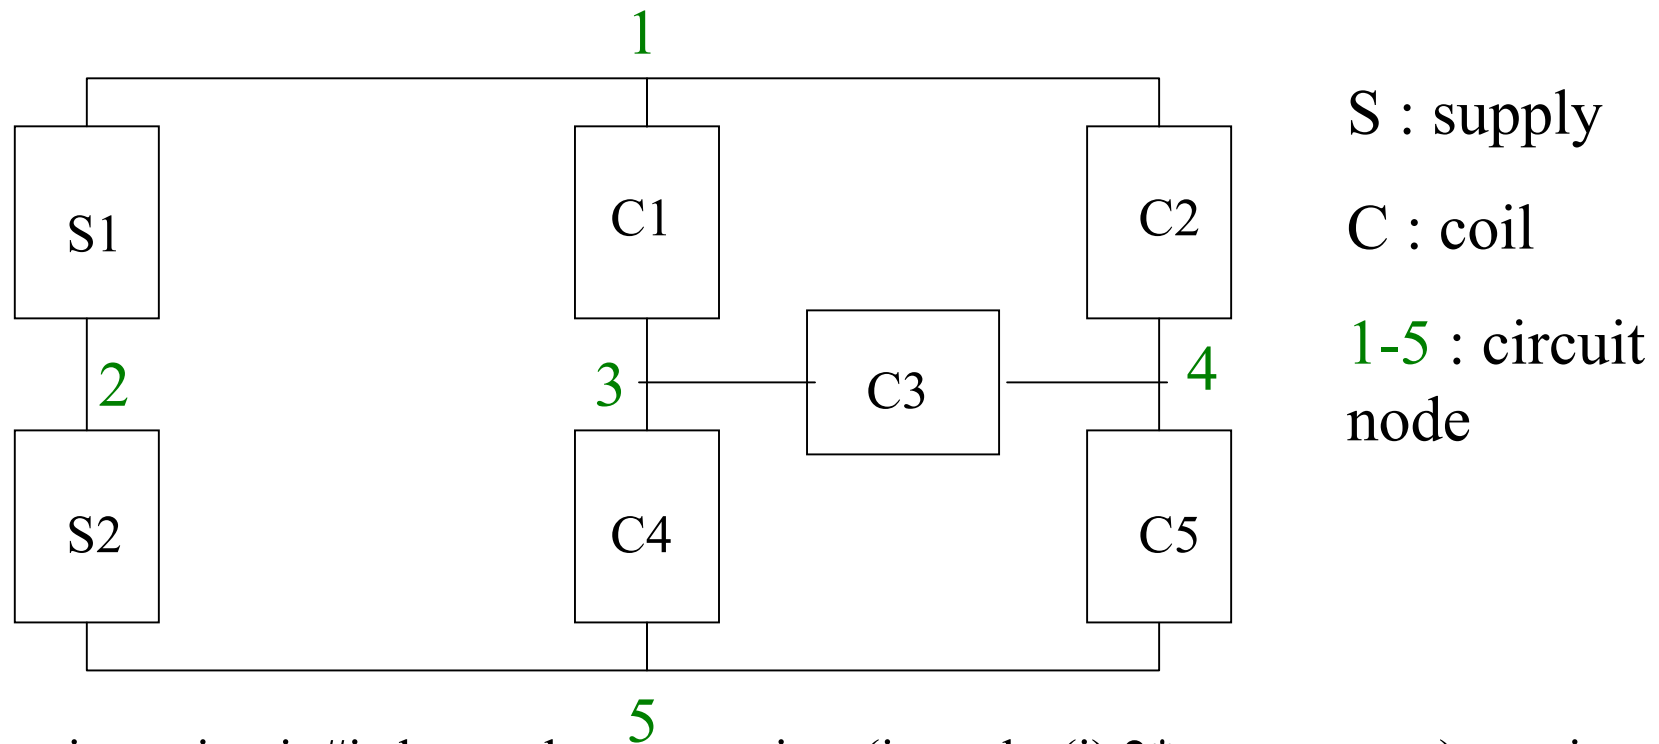 1
S : supply
S1
C1
C2
C : coil
2
3
C3
4
1-5 : circuit
node
S2
C4
C5
5